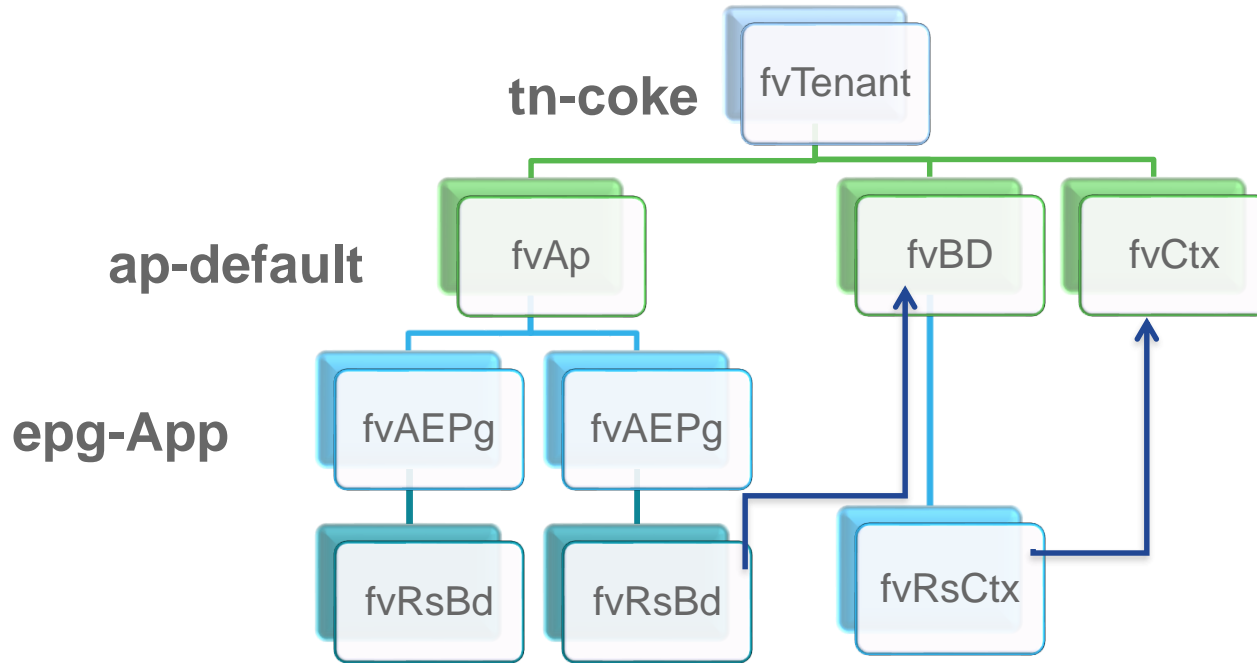 fvTenant
tn-coke
fvAp
fvBD
fvCtx
ap-default
fvAEPg
fvAEPg
epg-App
fvRsBd
fvRsBd
fvRsCtx